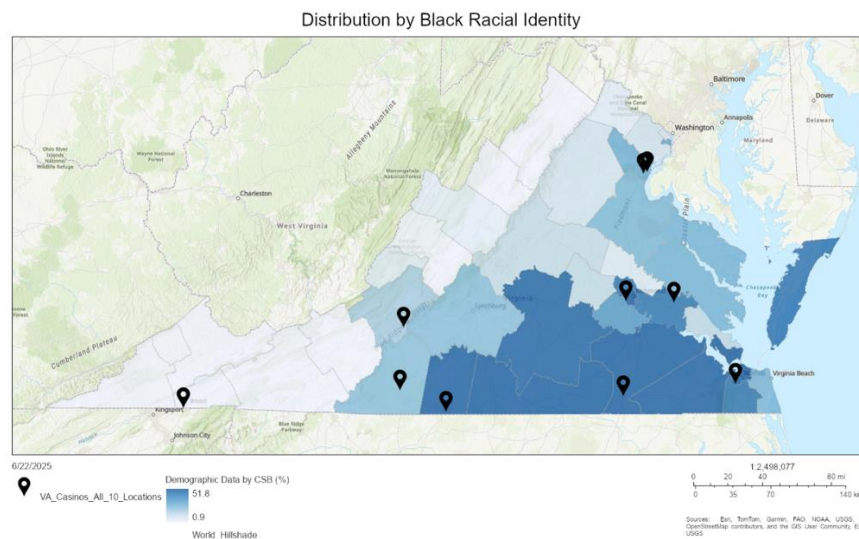 Distribution by Black Racial Identity
Baltimore
Dover
Annapolis
Delaware
Washington
Maryland
Ohio River
Islands
National
Wildlife Refuge
Wayne National
Forest
Allegheny Mountains
Monongahela
National Forest
Charleston
West Virginia
Piedmont
Coastal Plain
Chesapeake
Bay
Lynchburg
Virginia
Cumberland Plateau
Virginia Beach
Kingsport
Johnson City
Blue Ridge
Parkway
6/22/2025
VA_Casinos_All_10_Locations
Demographic Data by CSB (%)
51.8
0.9
World_Hillshade
1:2,498,077
0 20 40 80 mi
0 35 70 140 km
Sources: Esri, TomTom, Garmin, FAO, NOAA, USGS,
OpenStreetMap contributors, and the GIS User Community,
USGS